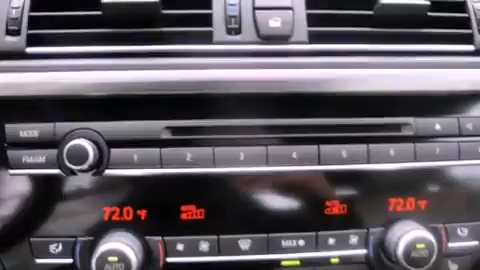 MODE
FM/AM 1 2 3 4 5 6 7
72.0 °F 72.0 °F
MAX
AUTO AUTO